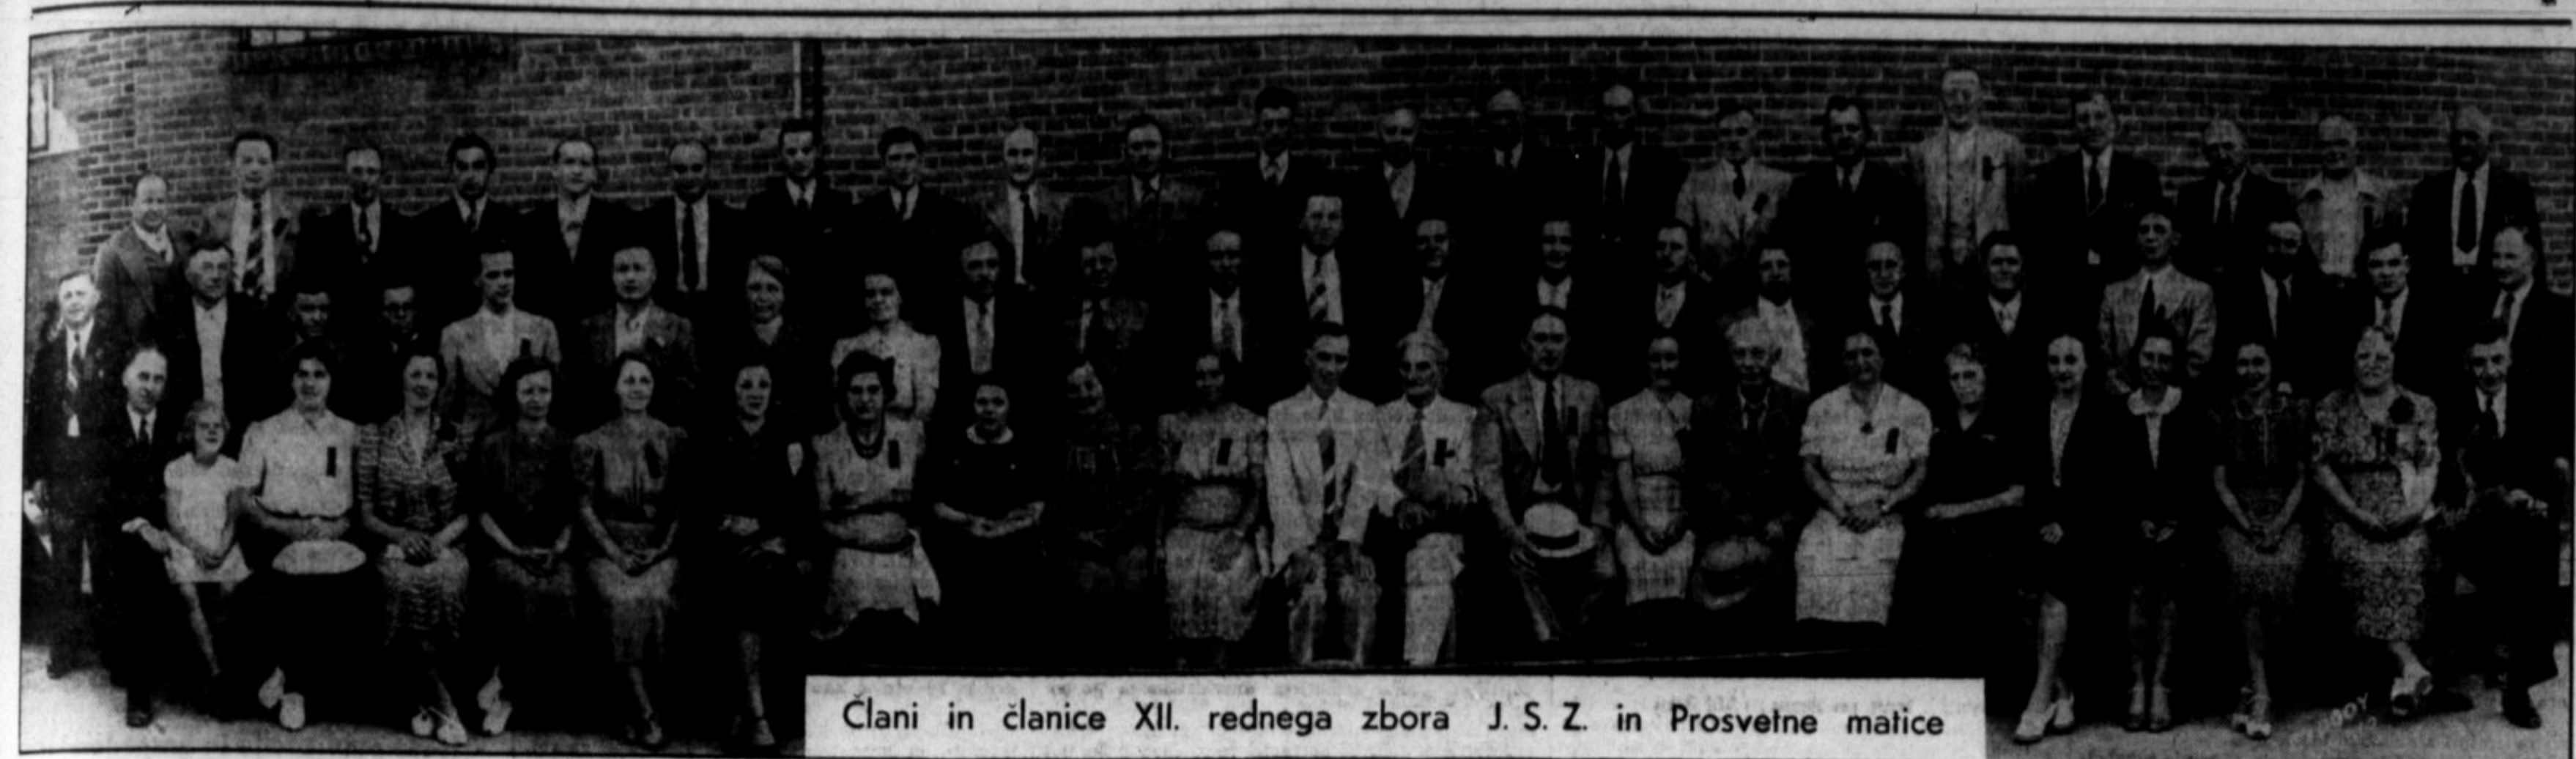 Člani in članice XII. rednega zbora J. S. Z. in Prosvetne matice